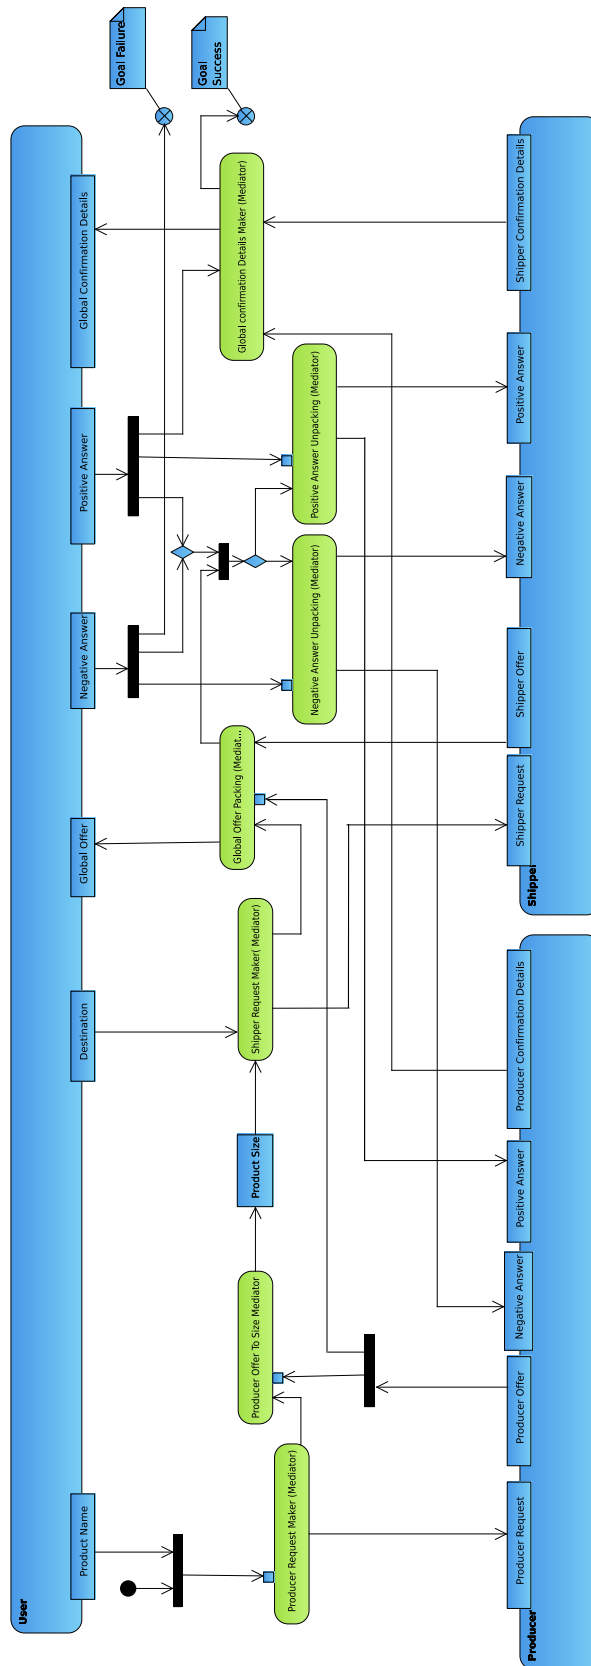 Goal Failure
Goal
Success
User
Product Name
Destination
Global Offer
Negative Answer
Positive Answer
Global Confirmation Details
Producer Request Maker (Mediator)
Producer Offer To Size Mediator
Product Size
Shipper Request Maker( Mediator)
Global Offer Packing (Mediat...
Negative Answer Unpacking (Mediator)
Positive Answer Unpacking (Mediator)
Global confirmation Details Maker (Mediator)
Producer
Producer Request
Producer Offer
Negative Answer
Positive Answer
Producer Confirmation Details
Shipper
Shipper Request
Shipper Offer
Negative Answer
Positive Answer
Shipper Confirmation Details